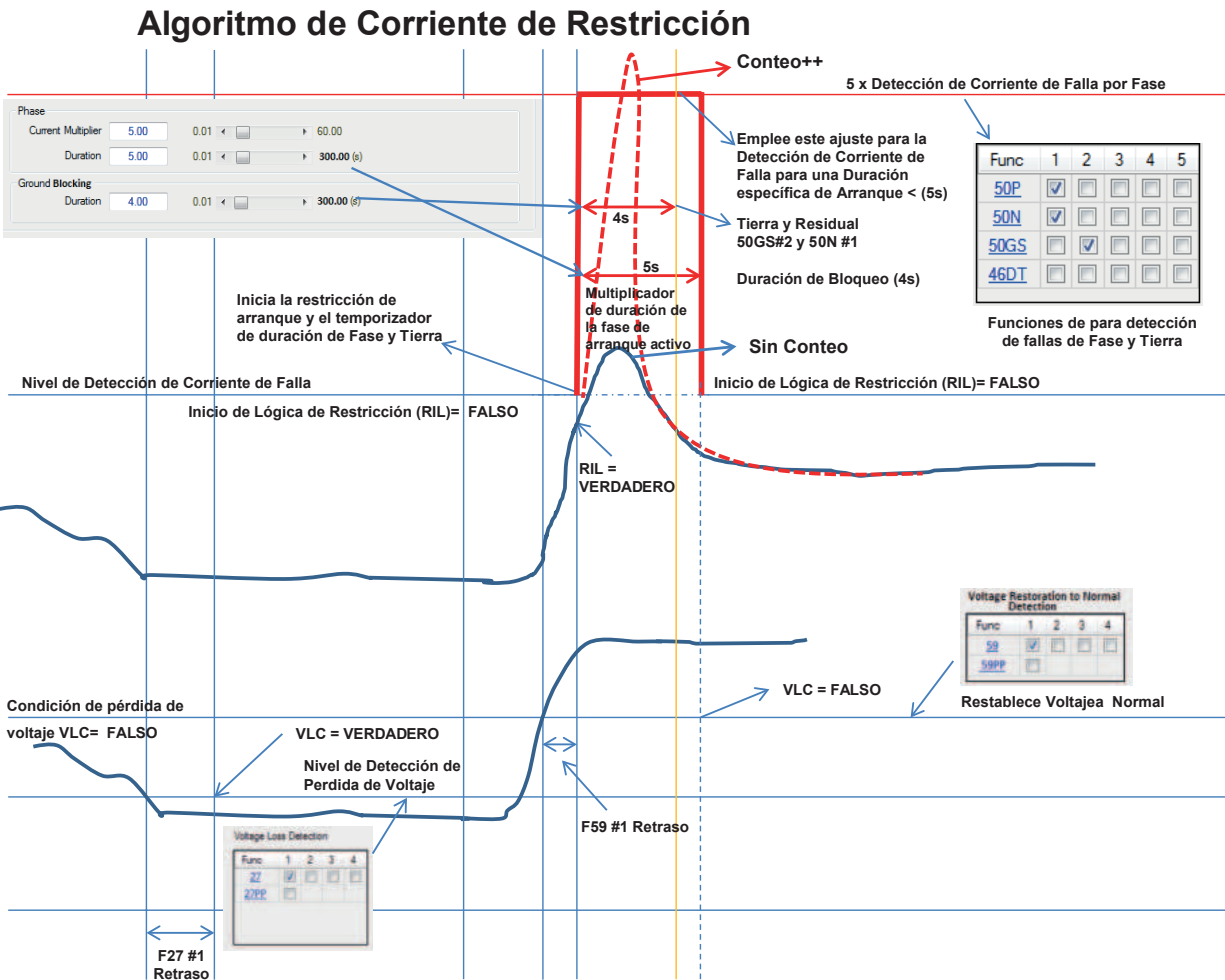 Algoritmo de Corriente de Restricción
Conteo++
5 x Detección de Corriente de Falla por Fase
Phase
Current Multiplier 5.00 0.01 60.00
Duration 5.00 0.01 300.00 (s)
Ground Blocking
Duration 4.00 0.01 300.00 (s)
Emplee este ajuste para la
Detección de Corriente de
Falla para una Duración
específica de Arranque < (5s)
Func 1 2 3 4 5
50P
50N
50GS
46DT
4s
Tierra y Residual
50GS#2 y 50N #1
5s
Duración de Bloqueo (4s)
Multiplicador
de duración de
la fase de
arranque activo
Inicia la restricción de
arranque y el temporizador
de duración de Fase y Tierra
Funciones de para detección
de fallas de Fase y Tierra
Sin Conteo
Nivel de Detección de Corriente de Falla
Inicio de Lógica de Restricción (RIL)= FALSO
Inicio de Lógica de Restricción (RIL)= FALSO
RIL =
VERDADERO
Voltage Restoration to Normal
Detection
Func 1 2 3 4
59
59PP
Restablece Voltajea Normal
VLC = FALSO
Condición de pérdida de
voltaje VLC= FALSO
VLC = VERDADERO
Nivel de Detección de
Perdida de Voltaje
F59 #1 Retraso
Voltage Loss Detection
Func 1 2 3 4
27
27PP
F27 #1
Retraso